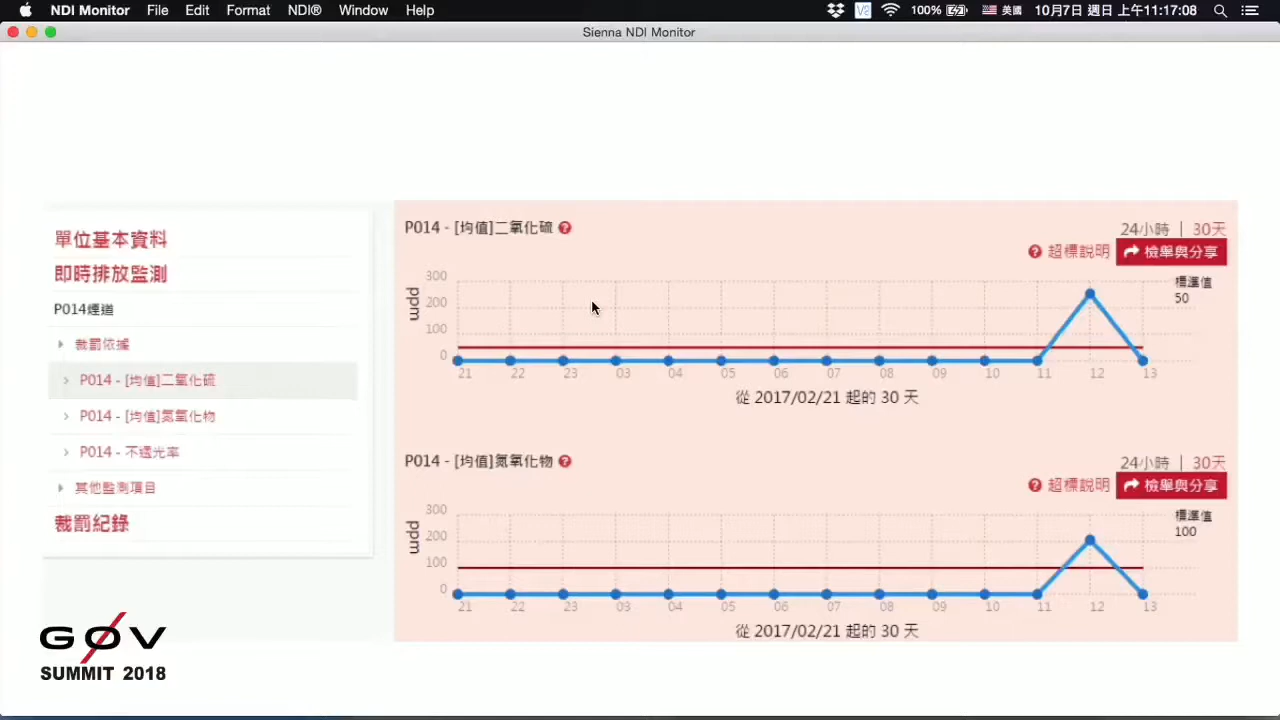 NDI Monitor File Edit Format NDI® Window Help 100% 美國 10月7日 週日 上午11:17:08
Sienna NDI Monitor
單位基本資料
即時排放監測
P014煙道
裁罰依據
P014 - [均值]二氧化硫
P014 - [均值]氮氧化物
P014 - 不透光率
其他監測項目
裁罰紀錄
P014 - [均值]二氧化硫 ?
24小時 | 30天
? 超標說明 檢舉與分享
ppm
300
200
100
0
標準值
50
21 22 23 03 04 05 06 07 08 09 10 11 12 13
從 2017/02/21 起的 30 天
P014 - [均值]氮氧化物 ?
24小時 | 30天
? 超標說明 檢舉與分享
ppm
300
200
100
0
標準值
100
21 22 23 03 04 05 06 07 08 09 10 11 12 13
從 2017/02/21 起的 30 天
GØV
SUMMIT 2018